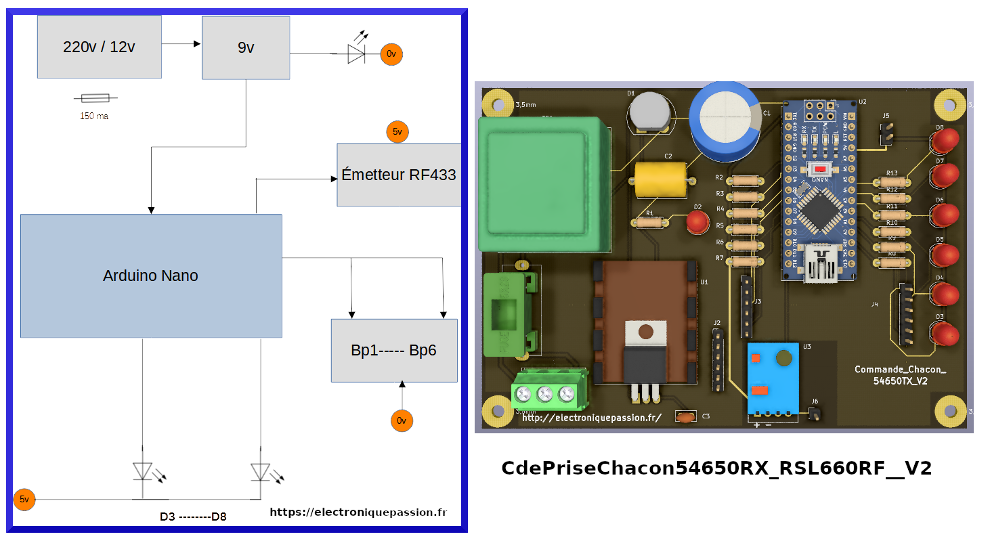 220v / 12v
9v
0v
150 ma
5v
Émetteur RF433
Arduino Nano
Bp1----- Bp6
0v
5v
D3 --------D8
https://electroniquepassion.fr
3,5mm
D1
C1
U2
J5
C2
R1
D2
R2
R3
R4
R5
R6
R7
R13
R12
R11
R10
R9
R8
D8
D7
D6
D5
D4
D3
U1
J3
J2
J4
U3
J6
C3
+ -
Commande_Chacon_
54650TX_V2
http://electroniquepassion.fr/
CdePriseChacon54650RX_RSL660RF__V2